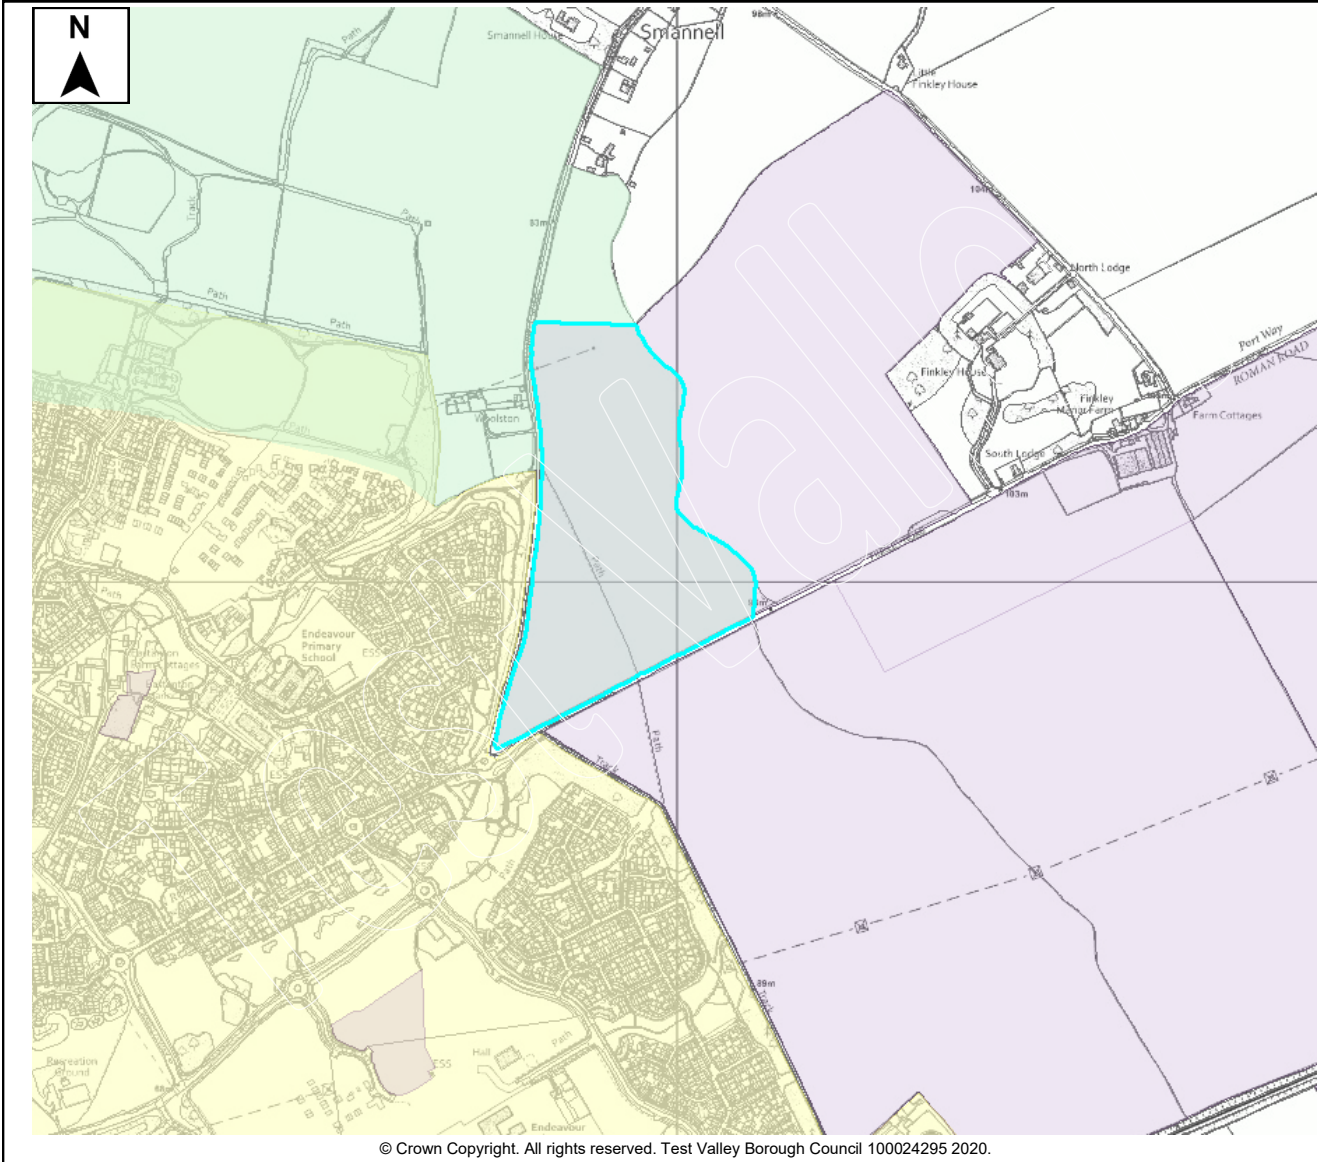 N
Smannell House
Smannell
98m
Path
Little
Finkley House
Track
Path
83m
104m
North Lodge
Path
Path
Port Way
ROMAN ROAD
Finkley House
Finkley
Manor Farm
Farm Cottages
Woolston
Path
South Lodge
103m
Path
Path
Endeavour
Primary
School
ESS
Path
Track
Path
89m
Track
Recreation
Ground
ESS
Hall
Path
68m
Endeavour
© Crown Copyright. All rights reserved. Test Valley Borough Council 100024295 2020.